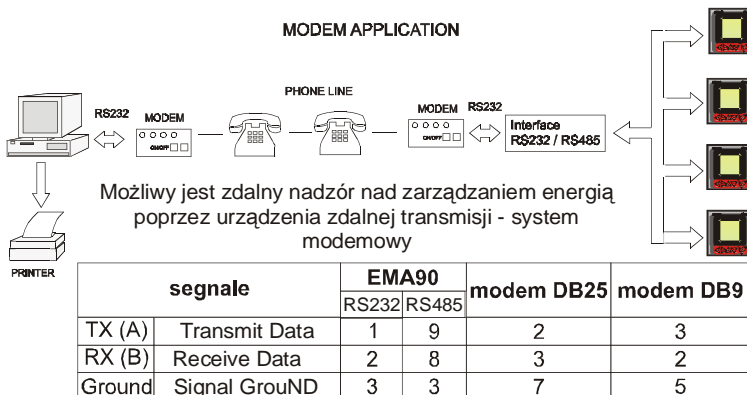 MODEM APPLICATION
PHONE LINE
RS232
MODEM
MODEM
RS232
ON/OFF
ON/OFF
Interface
RS232 / RS485
Możliwy jest zdalny nadzór nad zarządzaniem energią
poprzez urządzenia zdalnej transmisji - system
modemowy
PRINTER
segnale EMA90 modem DB25 modem DB9
RS232 RS485
TX (A) Transmit Data 1 9 2 3
RX (B) Receive Data 2 8 3 2
Ground Signal GrouND 3 3 7 5